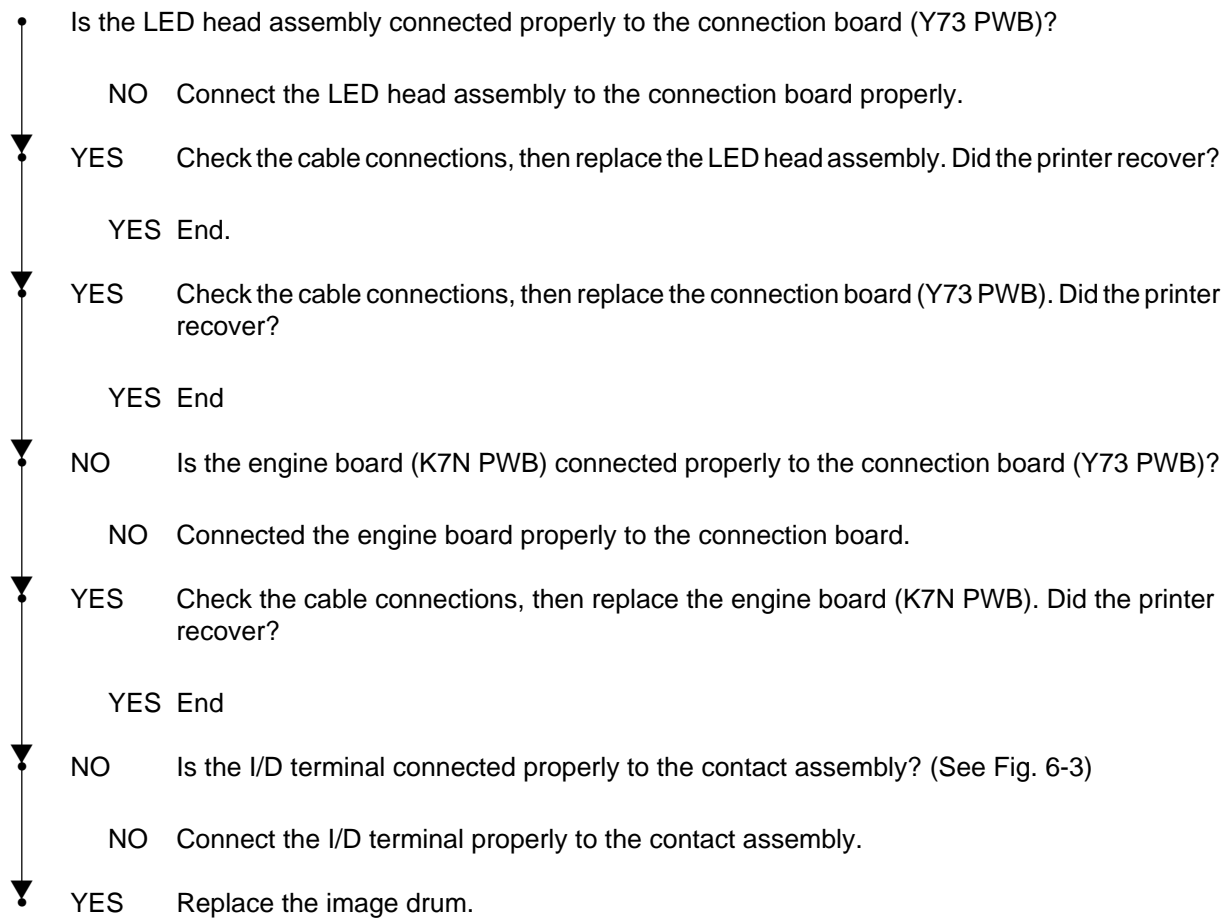 Is the LED head assembly connected properly to the connection board (Y73 PWB)?
NO Connect the LED head assembly to the connection board properly.
YES Check the cable connections, then replace the LED head assembly. Did the printer recover?
YES End.
YES Check the cable connections, then replace the connection board (Y73 PWB). Did the printer
recover?
YES End
NO Is the engine board (K7N PWB) connected properly to the connection board (Y73 PWB)?
NO Connected the engine board properly to the connection board.
YES Check the cable connections, then replace the engine board (K7N PWB). Did the printer
recover?
YES End
NO Is the I/D terminal connected properly to the contact assembly? (See Fig. 6-3)
NO Connect the I/D terminal properly to the contact assembly.
YES Replace the image drum.